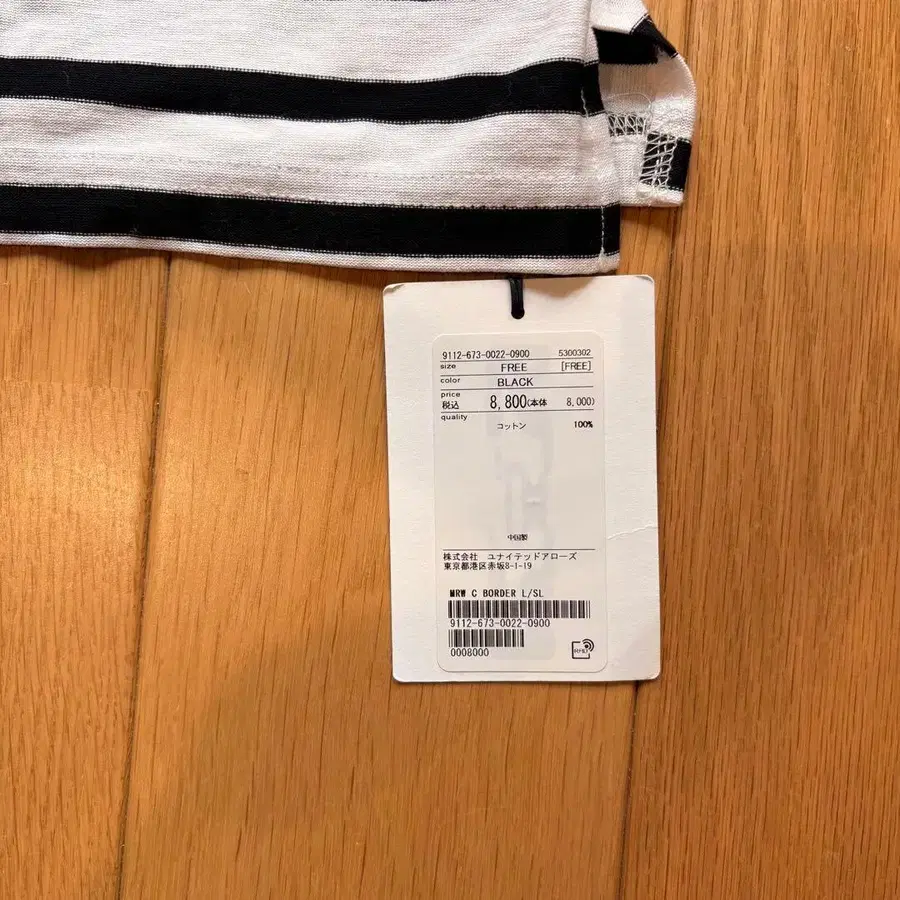 9112-673-0022-0900 5300302
size FREE [FREE]
color BLACK
price
税込 8,800(本体 8,000)
quality
コットン 100%
中国製
株式会社 ユナイテッドアローズ
東京都港区赤坂8-1-19
MRW C BORDER L/SL
9112-673-0022-0900
0008000
RFID